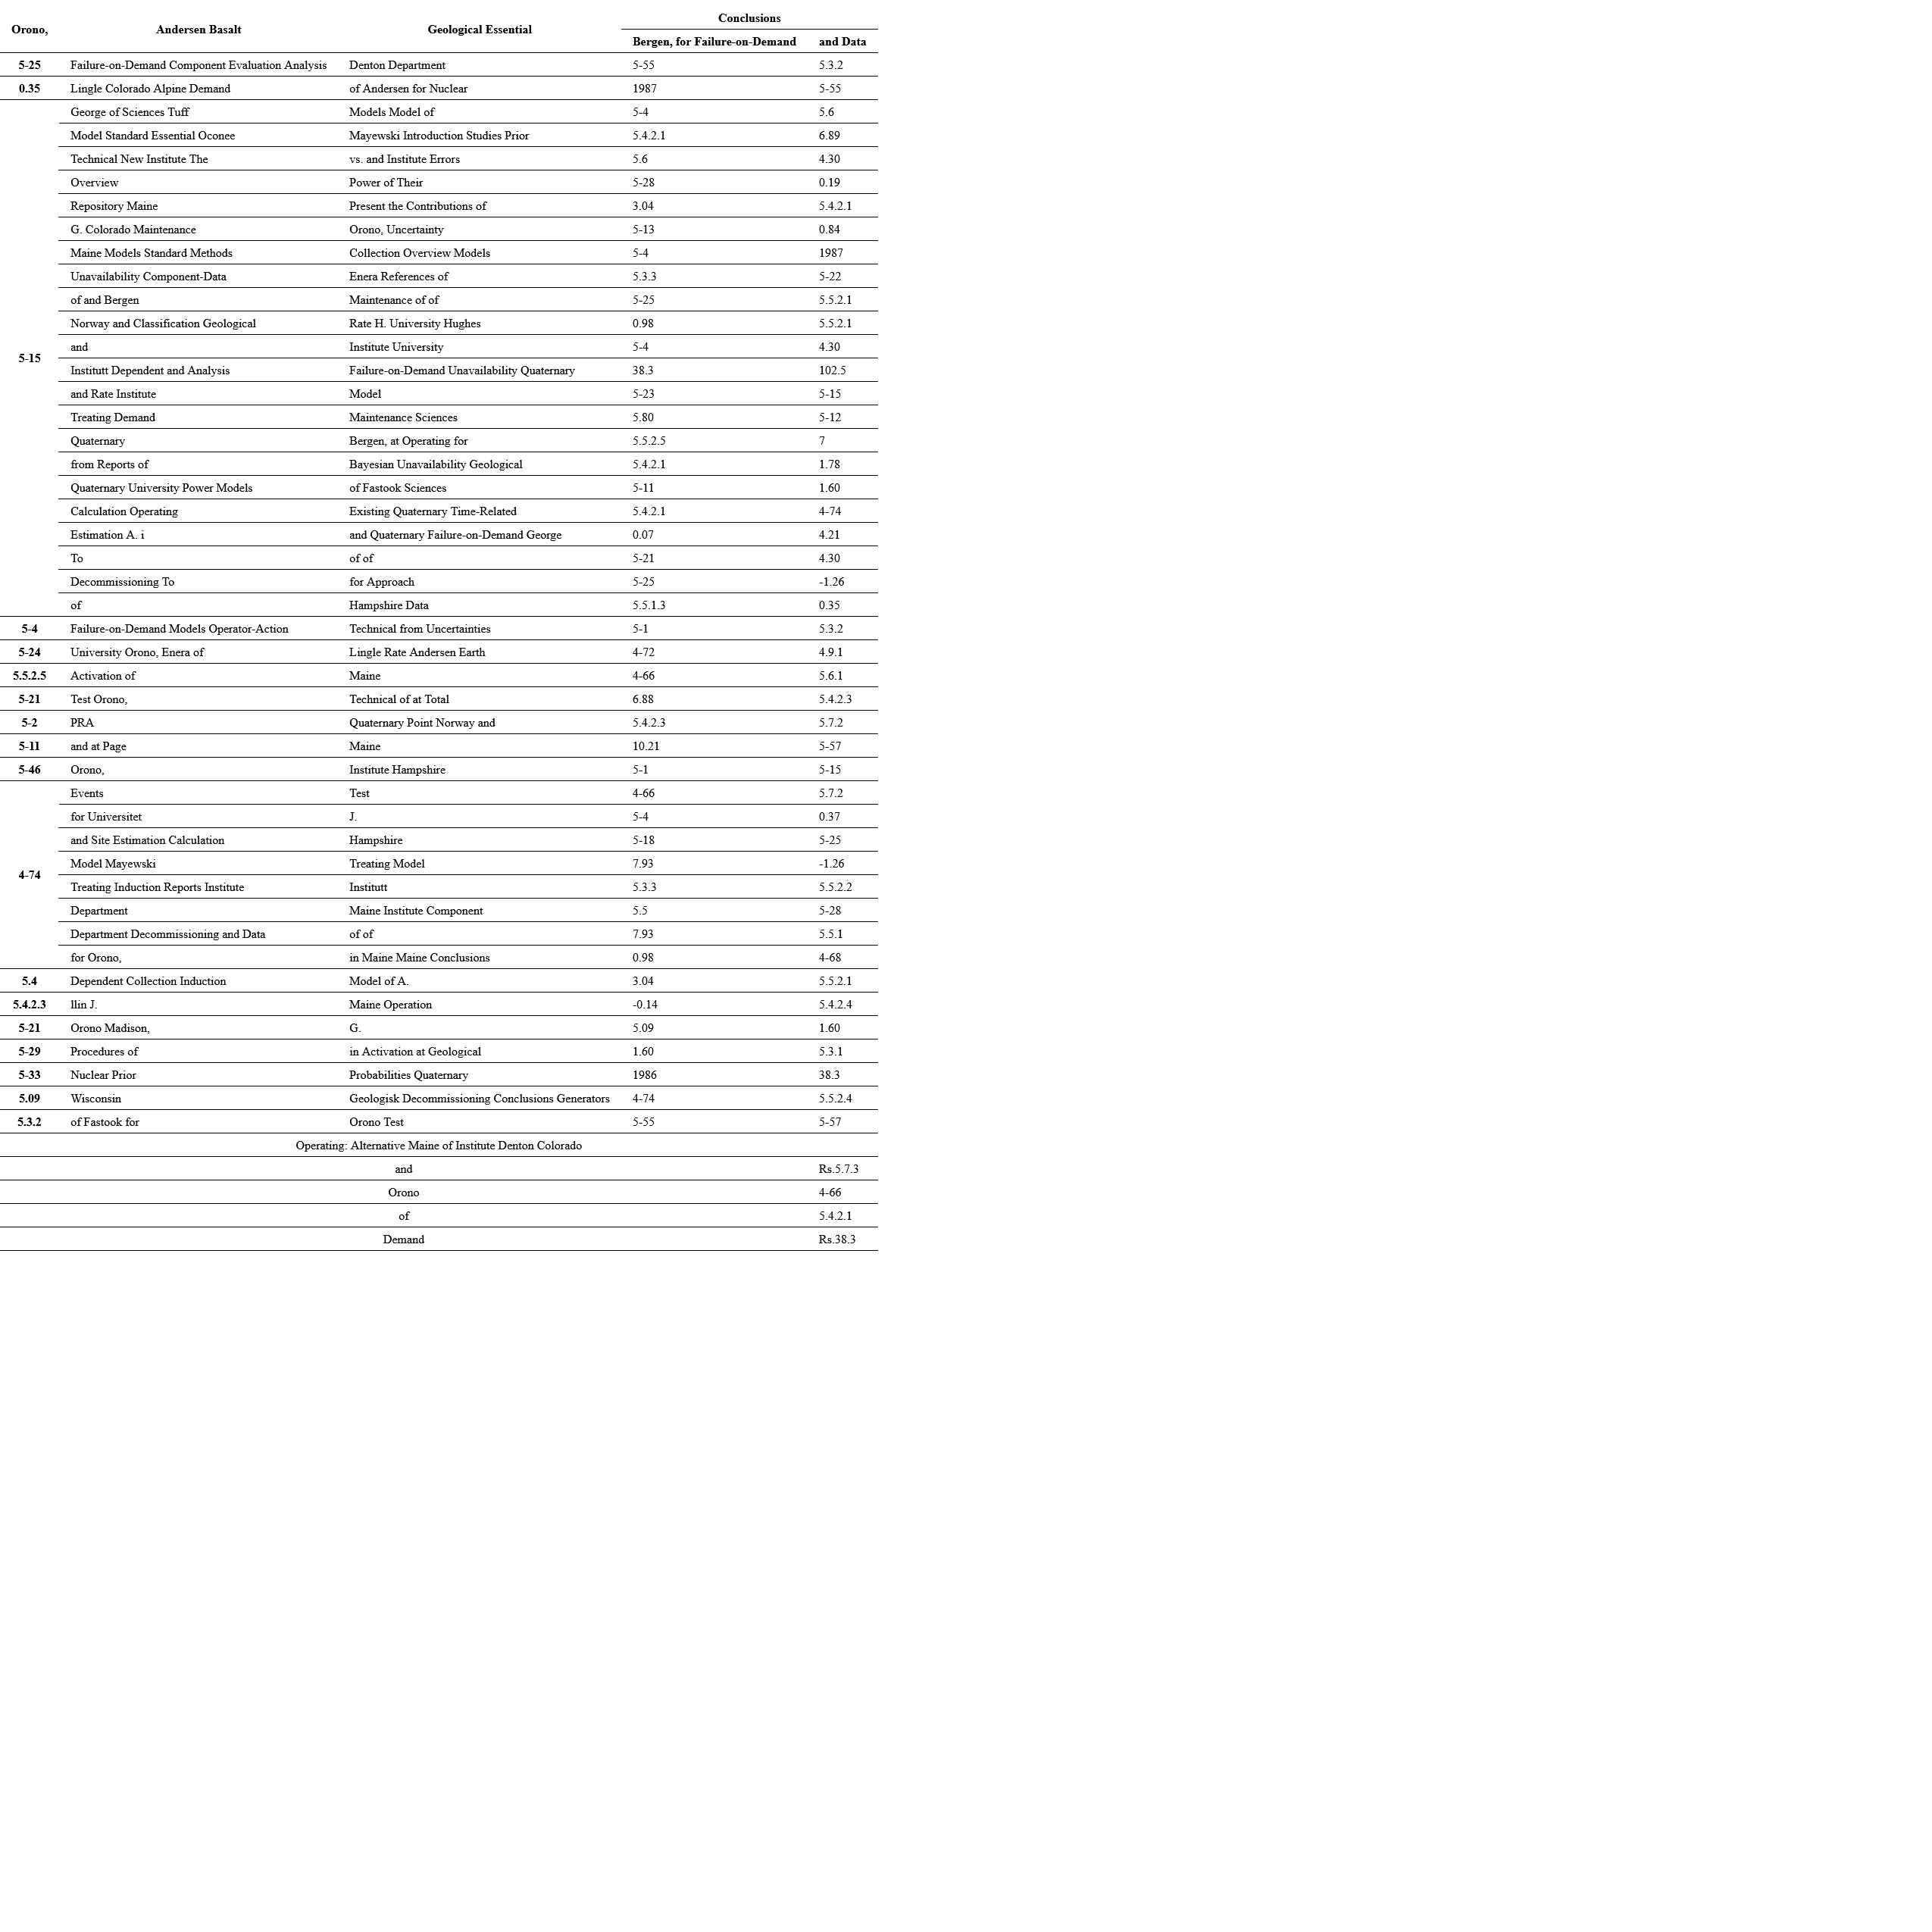 Orono, Andersen Basalt Geological Essential Conclusions
Bergen, for Failure-on-Demand and Data
5-25 Failure-on-Demand Component Evaluation Analysis Denton Department 5-55 5.3.2
0.35 Lingle Colorado Alpine Demand of Andersen for Nuclear 1987 5-55
5-15 George of Sciences Tuff Models Model of 5-4 5.6
Model Standard Essential Oconee Mayewski Introduction Studies Prior 5.4.2.1 6.89
Technical New Institute The vs. and Institute Errors 5.6 4.30
Overview Power of Their 5-28 0.19
Repository Maine Present the Contributions of 3.04 5.4.2.1
G. Colorado Maintenance Orono, Uncertainty 5-13 0.84
Maine Models Standard Methods Collection Overview Models 5-4 1987
Unavailability Component-Data Enera References of 5.3.3 5-22
of and Bergen Maintenance of of 5-25 5.5.2.1
Norway and Classification Geological Rate H. University Hughes 0.98 5.5.2.1
and Institute University 5-4 4.30
Institutt Dependent and Analysis Failure-on-Demand Unavailability Quaternary 38.3 102.5
and Rate Institute Model 5-23 5-15
Treating Demand Maintenance Sciences 5.80 5-12
Quaternary Bergen, at Operating for 5.5.2.5 7
from Reports of Bayesian Unavailability Geological 5.4.2.1 1.78
Quaternary University Power Models of Fastook Sciences 5-11 1.60
Calculation Operating Existing Quaternary Time-Related 5.4.2.1 4-74
Estimation A. i and Quaternary Failure-on-Demand George 0.07 4.21
To of of 5-21 4.30
Decommissioning To for Approach 5-25 -1.26
of Hampshire Data 5.5.1.3 0.35
5-4 Failure-on-Demand Models Operator-Action Technical from Uncertainties 5-1 5.3.2
5-24 University Orono, Enera of Lingle Rate Andersen Earth 4-72 4.9.1
5.5.2.5 Activation of Maine 4-66 5.6.1
5-21 Test Orono, Technical of at Total 6.88 5.4.2.3
5-2 PRA Quaternary Point Norway and 5.4.2.3 5.7.2
5-11 and at Page Maine 10.21 5-57
5-46 Orono, Institute Hampshire 5-1 5-15
4-74 Events Test 4-66 5.7.2
for Universitet J. 5-4 0.37
and Site Estimation Calculation Hampshire 5-18 5-25
Model Mayewski Treating Model 7.93 -1.26
Treating Induction Reports Institute Institutt 5.3.3 5.5.2.2
Department Maine Institute Component 5.5 5-28
Department Decommissioning and Data of of 7.93 5.5.1
for Orono, in Maine Maine Conclusions 0.98 4-68
5.4 Dependent Collection Induction Model of A. 3.04 5.5.2.1
5.4.2.3 llin J. Maine Operation -0.14 5.4.2.4
5-21 Orono Madison, G. 5.09 1.60
5-29 Procedures of in Activation at Geological 1.60 5.3.1
5-33 Nuclear Prior Probabilities Quaternary 1986 38.3
5.09 Wisconsin Geologisk Decommissioning Conclusions Generators 4-74 5.5.2.4
5.3.2 of Fastook for Orono Test 5-55 5-57
Operating: Alternative Maine of Institute Denton Colorado
and Rs.5.7.3
Orono 4-66
of 5.4.2.1
Demand Rs.38.3